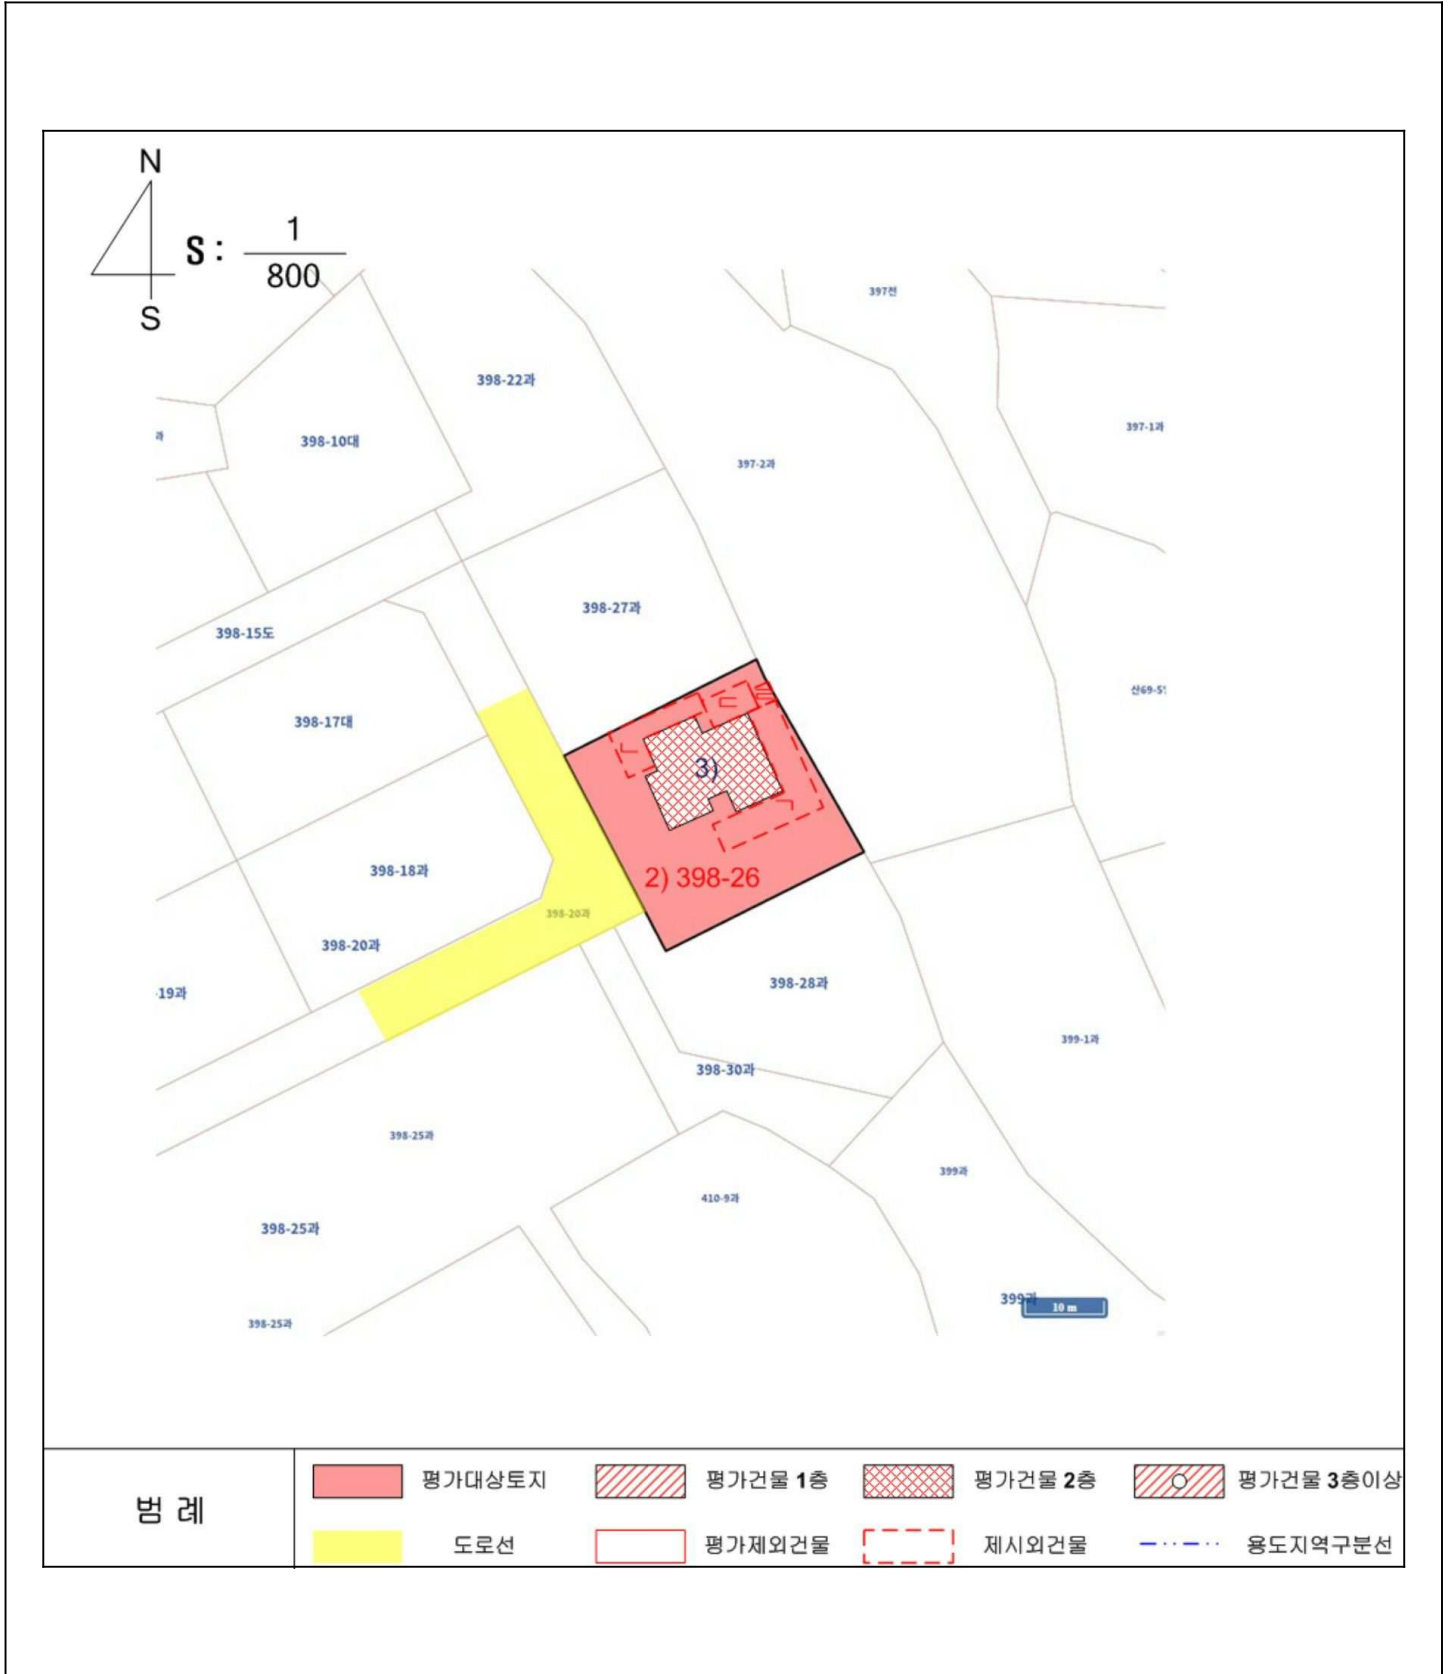 N
S :
1
800
S
397전
398-22과
397-1과
과
398-10대
397-2과
398-27과
398-15도
산69-5
ㄷ
398-17대
ㄴ
3)
ㄱ
398-18과
2) 398-26
398-20과
398-20과
398-28과
-19과
399-1과
398-30과
398-25과
399과
410-9과
398-25과
399과
10 m
398-25과
범 례
평가대상토지
평가건물 1층
평가건물 2층
평가건물 3층이상
도로선
평가제외건물
제시외건물
용도지역구분선